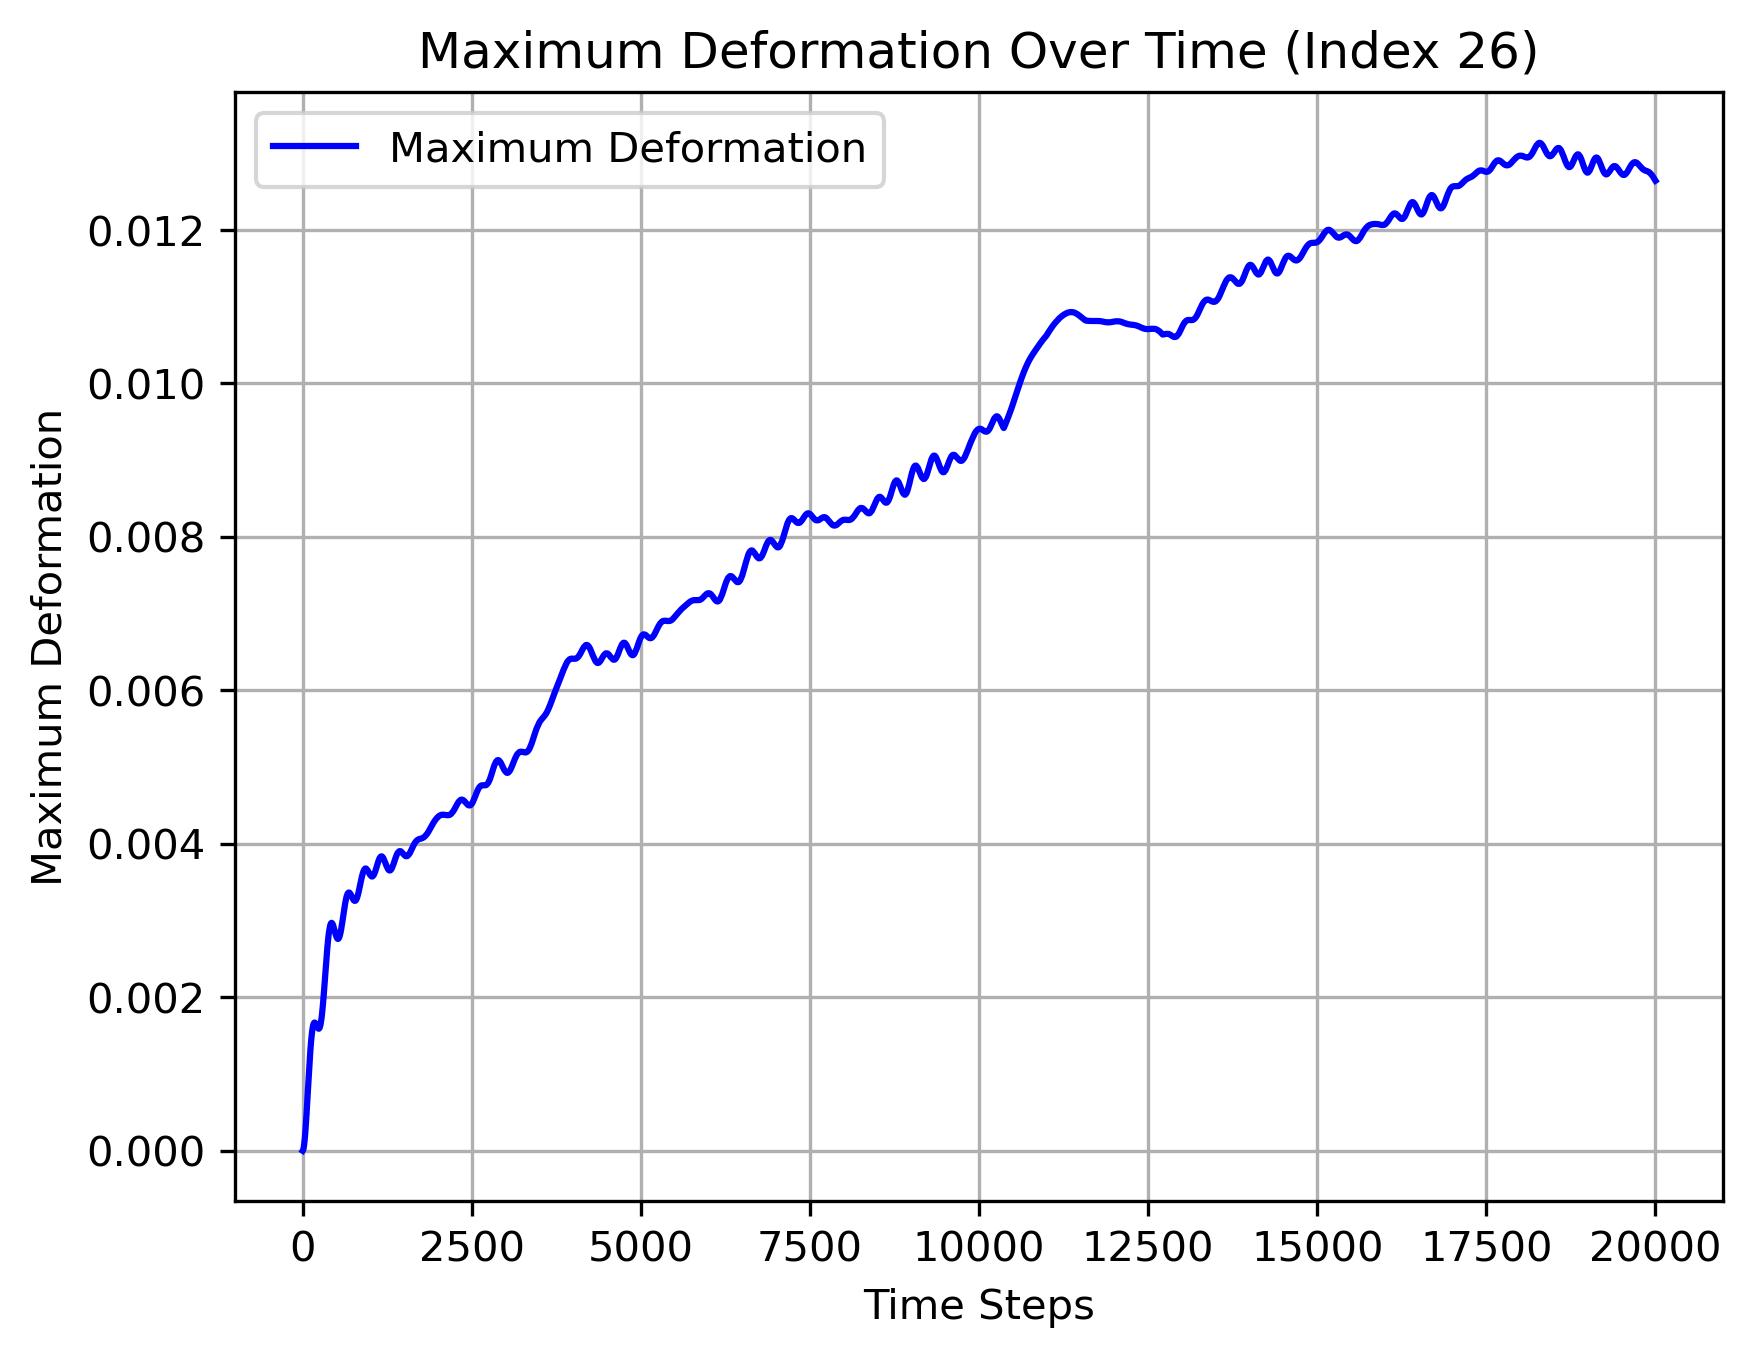 Maximum Deformation Over Time (Index 26)
Maximum Deformation
Maximum Deformation
0.012
0.010
0.008
0.006
0.004
0.002
0.000
0 2500 5000 7500 10000 12500 15000 17500 20000
Time Steps